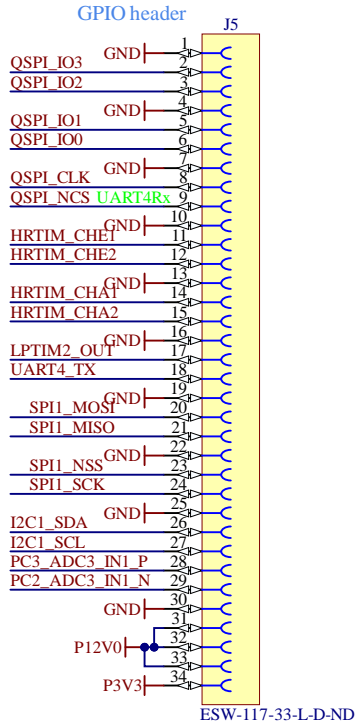 GPIO header
J5
GND 1
QSPI_IO3 2
QSPI_IO2 3
GND 4
QSPI_IO1 5
QSPI_IO0 6
GND 7
QSPI_CLK 8
QSPI_NCS UART4Rx 9
GND 10
HRTIM_CHE1 11
HRTIM_CHE2 12
GND 13
HRTIM_CHA1 14
HRTIM_CHA2 15
GND 16
LPTIM2_OUT 17
UART4_TX 18
GND 19
SPI1_MOSI 20
SPI1_MISO 21
GND 22
SPI1_NSS 23
SPI1_SCK 24
GND 25
I2C1_SDA 26
I2C1_SCL 27
PC3_ADC3_IN1_P 28
PC2_ADC3_IN1_N 29
GND 30
31
P12V0 32
33
P3V3 34
ESW-117-33-L-D-ND